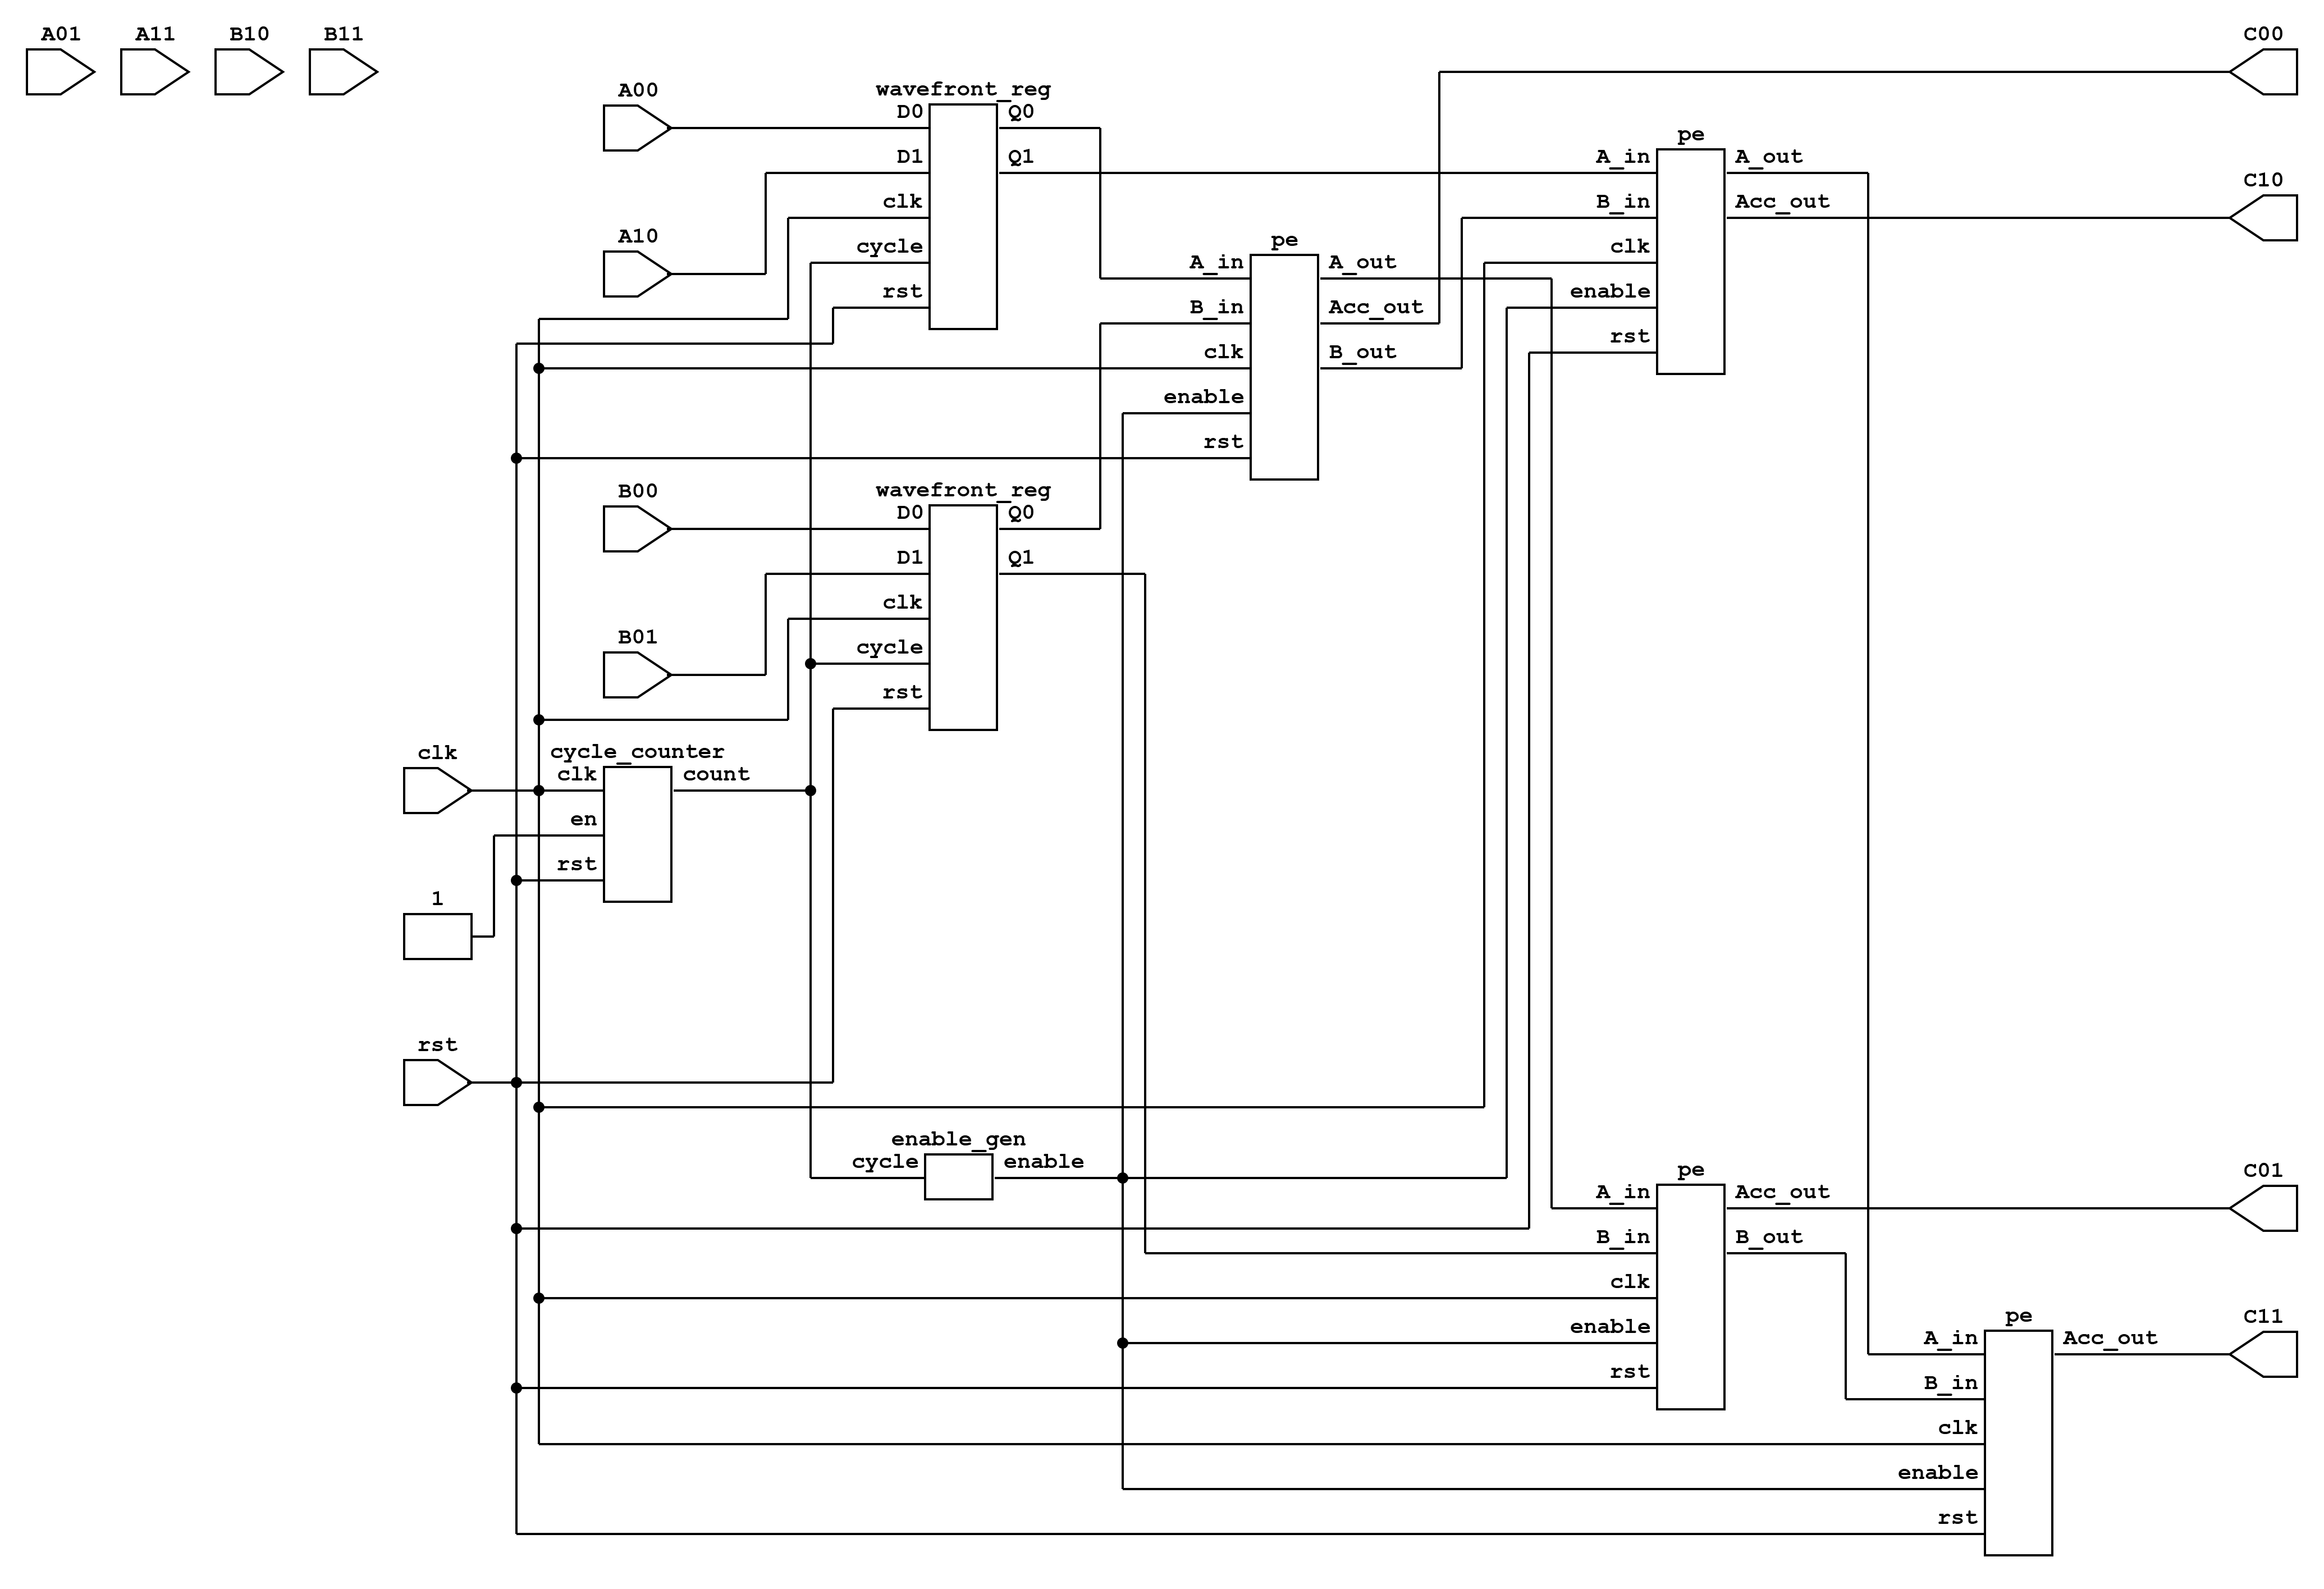 A01 A11 B10 B11
C00
A00
wavefront_reg
D0 Q0
D1 Q1
clk
cycle
rst
A10
pe
A_in A_out
B_in Acc_out
clk
enable
rst
C10
pe
A_in A_out
B_in Acc_out
clk B_out
enable
rst
B00
wavefront_reg
D0 Q0
D1 Q1
clk
cycle
rst
B01
clk
cycle_counter
clk count
en
rst
1
rst
enable_gen
cycle enable
pe
A_in Acc_out
B_in B_out
clk
enable
rst
C01
pe
A_in Acc_out
B_in
clk
enable
rst
C11